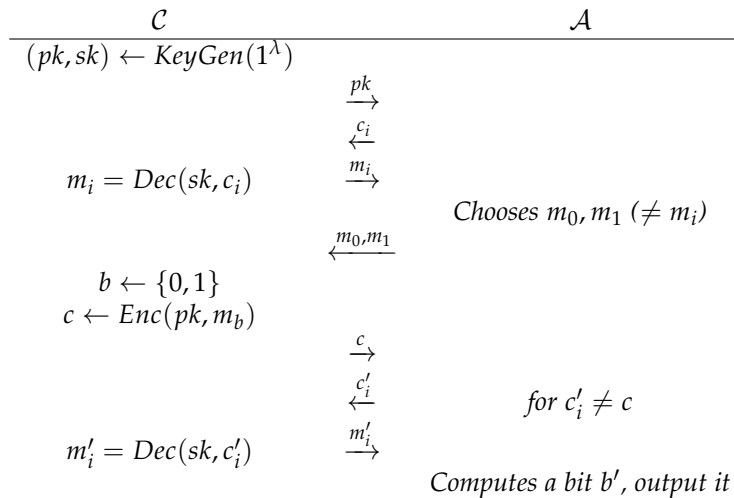 𝒞 𝒜
(pk, sk) ← KeyGen(1^λ)
pk →
c_i ←
m_i = Dec(sk, c_i) m_i →
Chooses m_0, m_1 (≠ m_i)
m_0,m_1 ←
b ← {0, 1}
c ← Enc(pk, m_b)
c →
c'_i ← for c'_i ≠ c
m'_i = Dec(sk, c'_i) m'_i →
Computes a bit b', output it